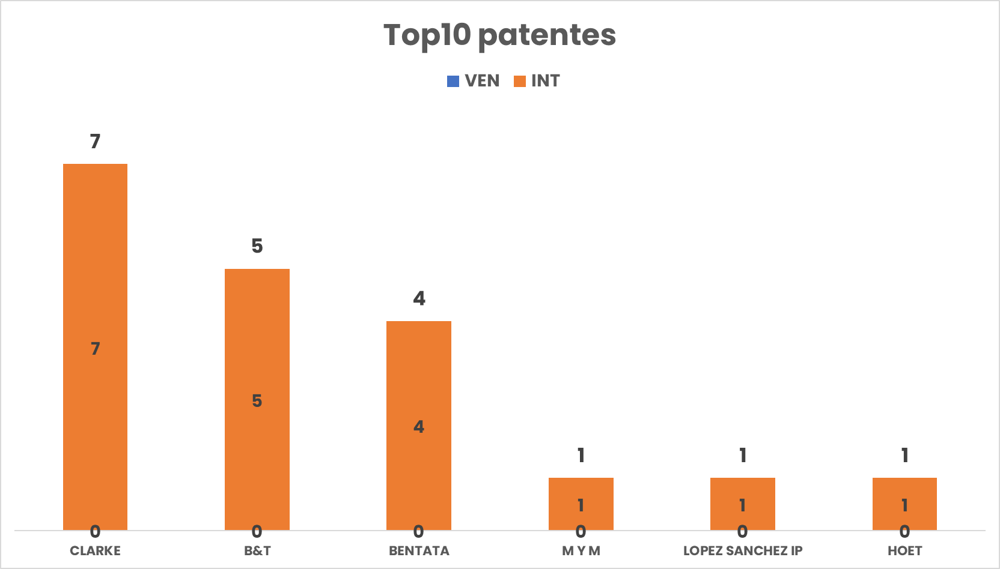 Top10 patentes
VEN INT
7
5
4
1 1 1
7
5
4
1 1 1
0 0 0 0 0 0
CLARKE B&T BENTATA M Y M LOPEZ SANCHEZ IP HOET